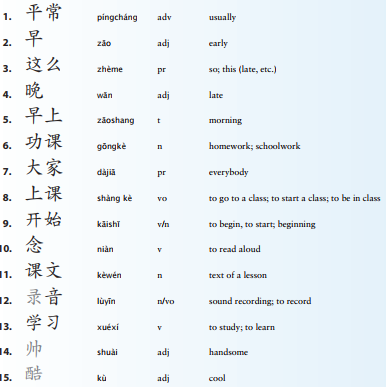 1. 平常 píngcháng adv usually
2. 早 zǎo adj early
3. 这么 zhème pr so; this (late, etc.)
4. 晚 wǎn adj late
5. 早上 zǎoshang t morning
6. 功课 gōngkè n homework; schoolwork
7. 大家 dàjiā pr everybody
8. 上课 shàng kè vo to go to a class; to start a class; to be in class
9. 开始 kāishǐ v/n to begin, to start; beginning
10. 念 niàn v to read aloud
11. 课文 kèwén n text of a lesson
12. 录音 lùyīn n/vo sound recording; to record
13. 学习 xuéxí v to study; to learn
14. 帅 shuài adj handsome
15. 酷 kù adj cool